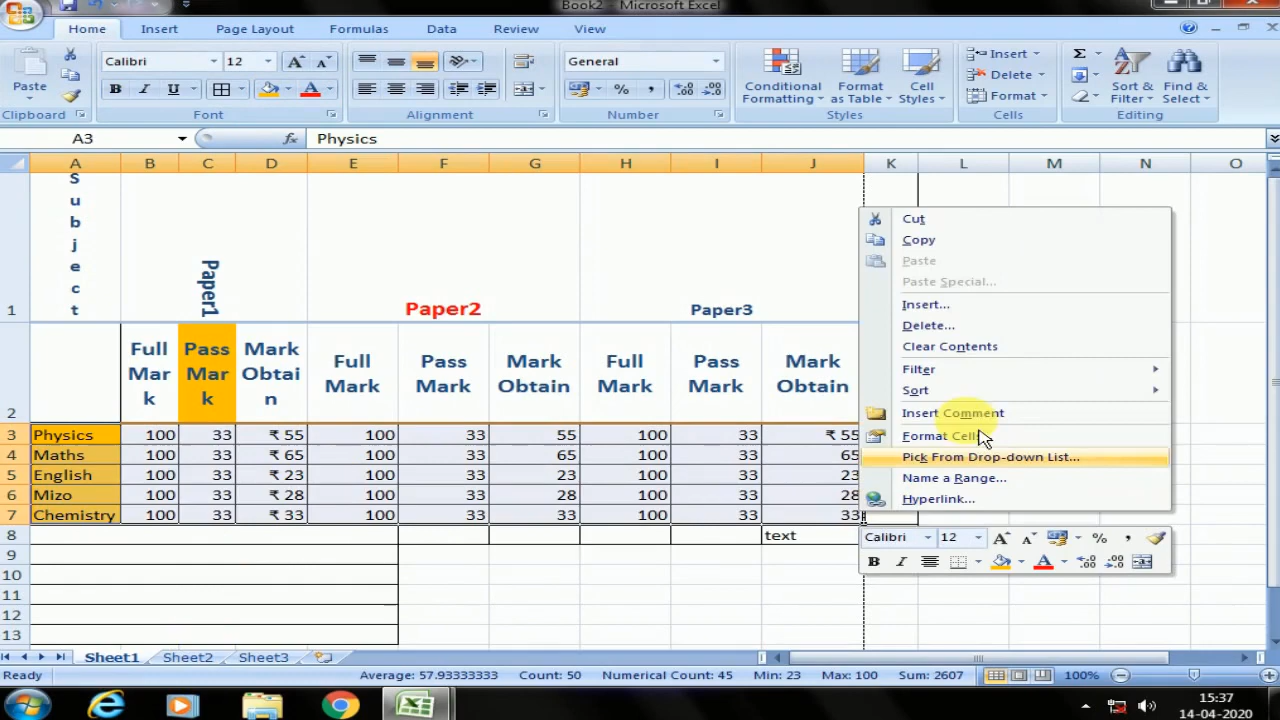 Book2 - Microsoft Excel
Home Insert Page Layout Formulas Data Review View
Paste
Clipboard
Calibri 12
B I U
Font
Alignment
General
%
Number
Conditional Formatting
Format as Table
Cell Styles
Styles
Insert
Delete
Format
Cells
Sort & Filter
Find & Select
Editing
A3 fx Physics
A B C D E F G H I J K L M N O
1 Subject Paper1 Paper2 Paper3
2 Full Mark Pass Mark Mark Obtain Full Mark Pass Mark Mark Obtain Full Mark Pass Mark Mark Obtain
3 Physics 100 33 ₹ 55 100 33 55 100 33 ₹ 55
4 Maths 100 33 ₹ 65 100 33 65 100 33 65
5 English 100 33 ₹ 23 100 33 23 100 33 23
6 Mizo 100 33 ₹ 28 100 33 28 100 33 28
7 Chemistry 100 33 ₹ 33 100 33 33 100 33 33
8 text
9
10
11
12
13
Cut
Copy
Paste
Paste Special...
Insert...
Delete...
Clear Contents
Filter
Sort
Insert Comment
Format Cells
Pick From Drop-down List...
Name a Range...
Hyperlink...
Calibri 12 A A % ,
B I A
Sheet1 Sheet2 Sheet3
Ready Average: 57.93333333 Count: 50 Numerical Count: 45 Min: 23 Max: 100 Sum: 2607 100%
15:37
14-04-2020